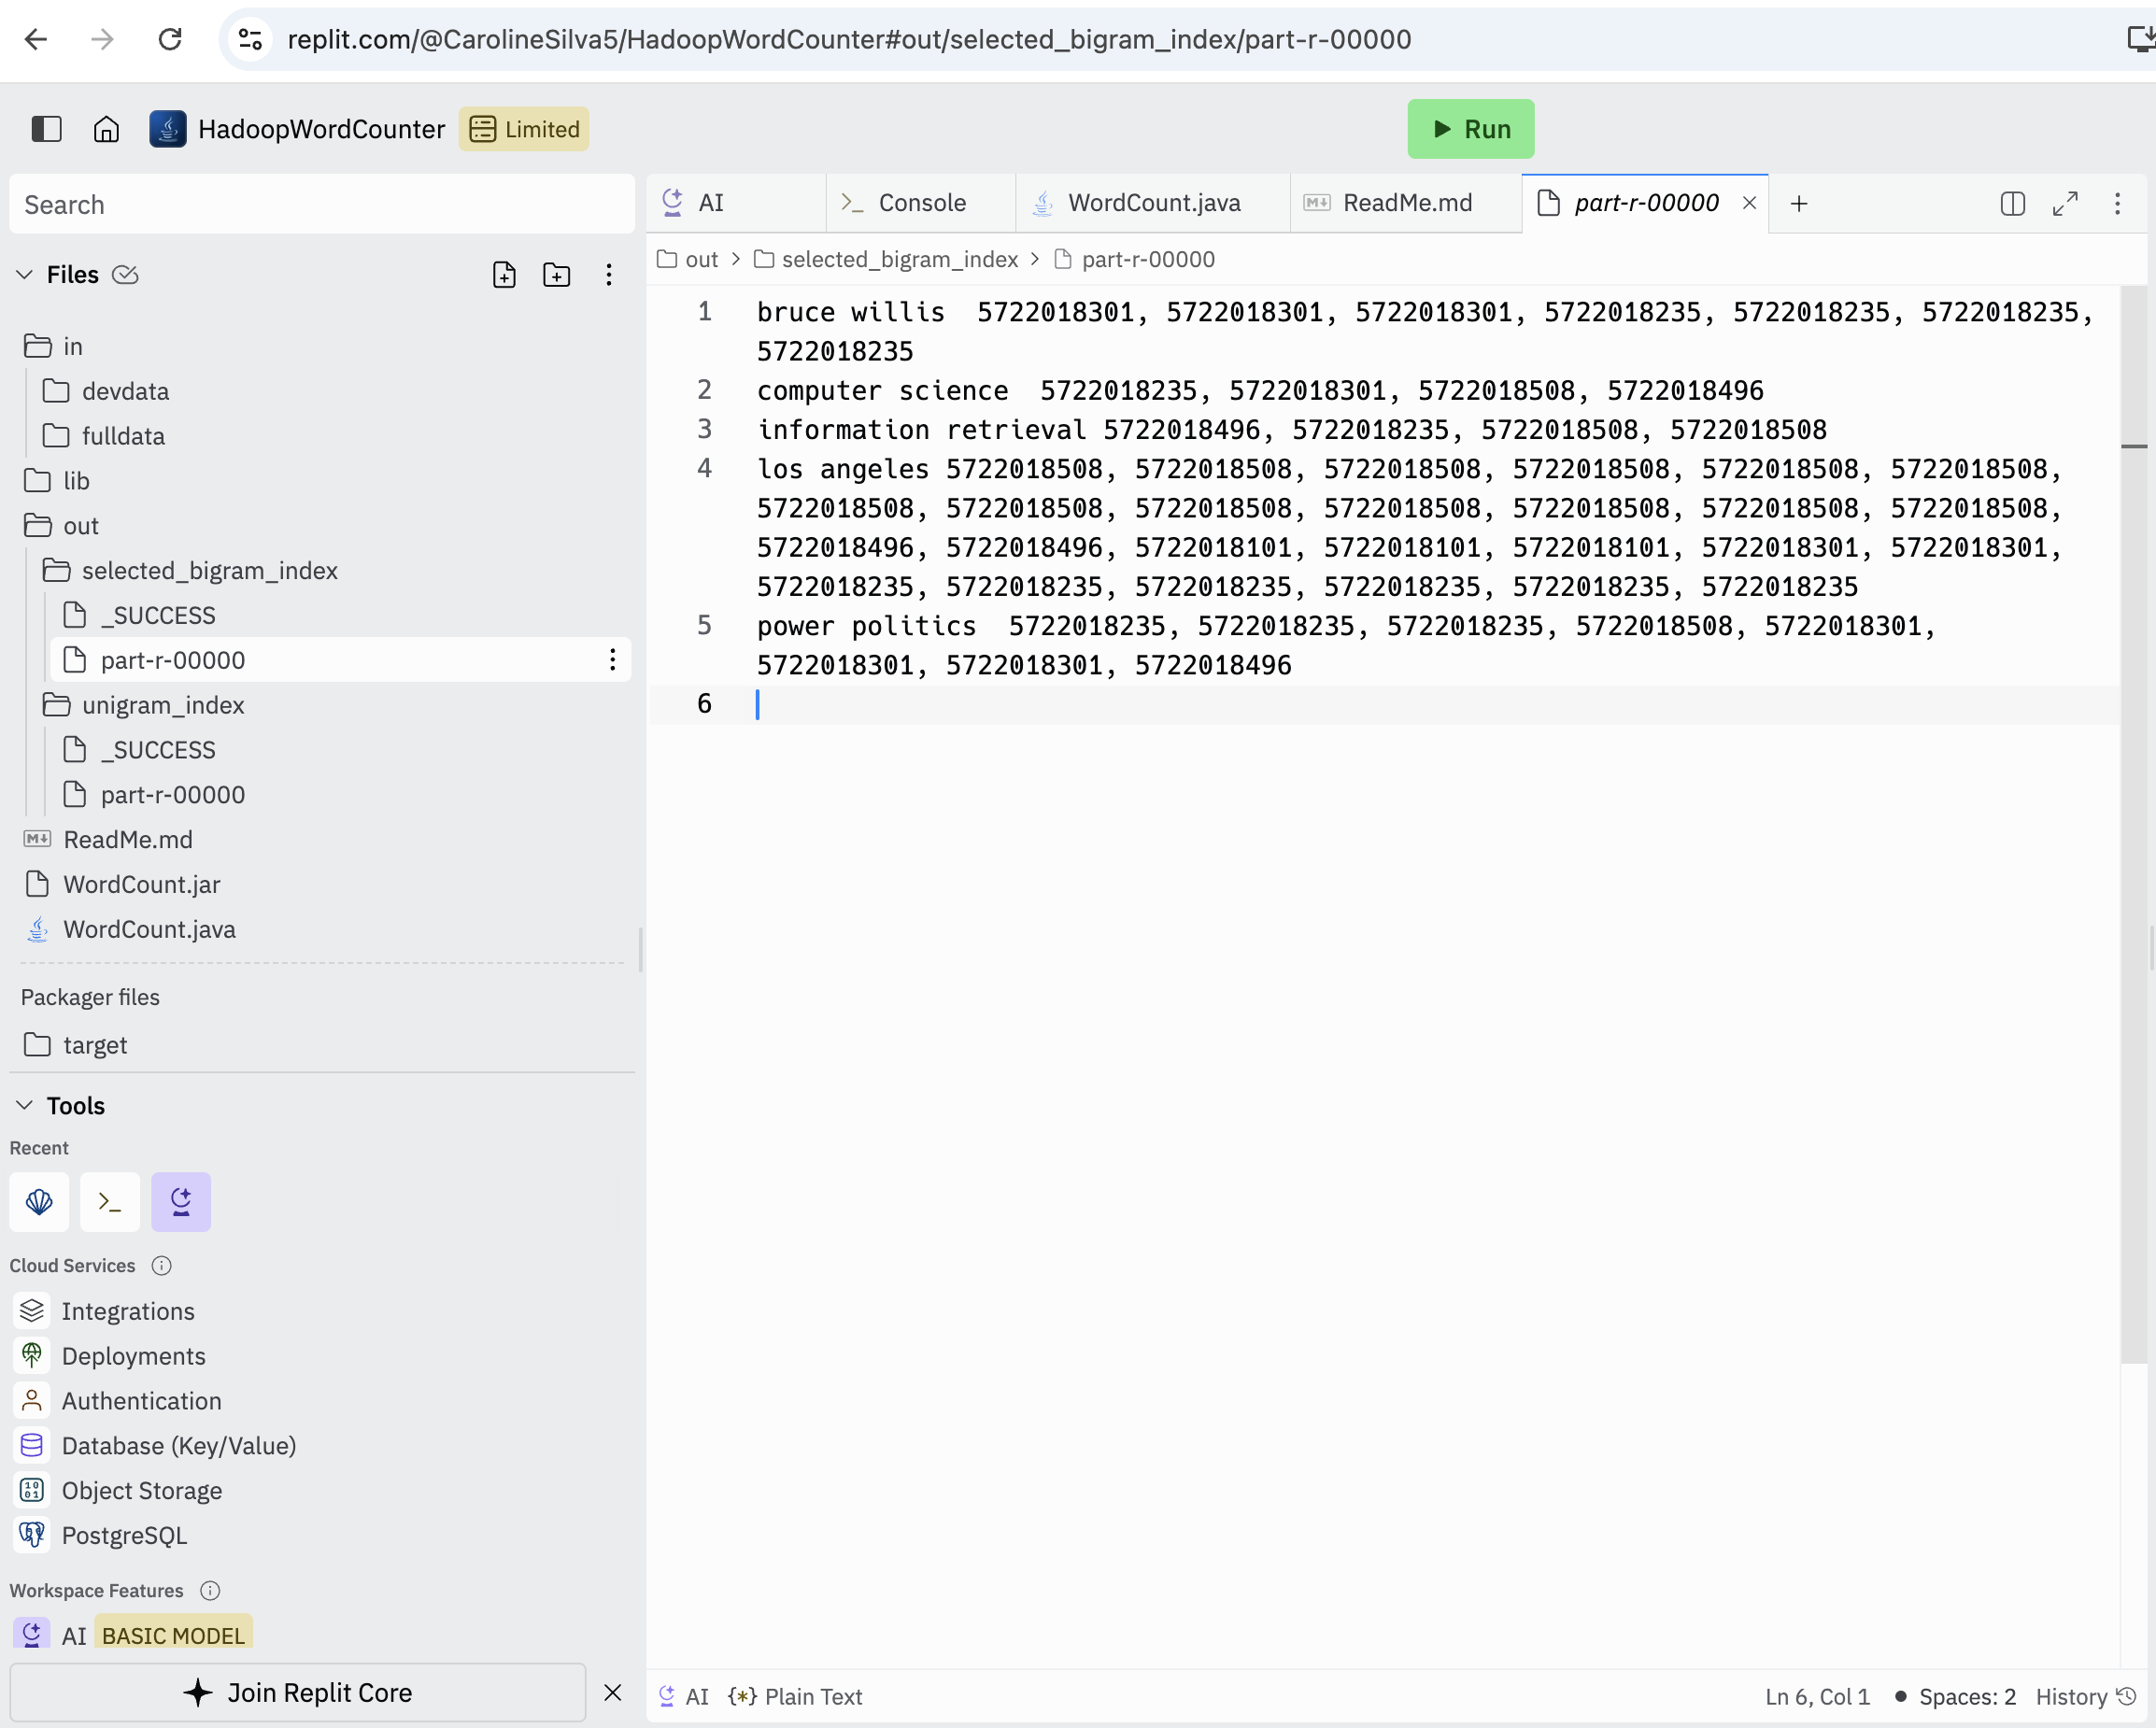 replit.com/@CarolineSilva5/HadoopWordCounter#out/selected_bigram_index/part-r-00000
HadoopWordCounter
Limited
Run
Search
Files
in
devdata
fulldata
lib
out
selected_bigram_index
_SUCCESS
part-r-00000
unigram_index
_SUCCESS
part-r-00000
ReadMe.md
WordCount.jar
WordCount.java
Packager files
target
Tools
Recent
Cloud Services
Integrations
Deployments
Authentication
Database (Key/Value)
Object Storage
PostgreSQL
Workspace Features
AI BASIC MODEL
Join Replit Core
AI
Console
WordCount.java
ReadMe.md
part-r-00000
out > selected_bigram_index > part-r-00000
1 bruce willis 5722018301, 5722018301, 5722018301, 5722018235, 5722018235, 5722018235,
5722018235
2 computer science 5722018235, 5722018301, 5722018508, 5722018496
3 information retrieval 5722018496, 5722018235, 5722018508, 5722018508
4 los angeles 5722018508, 5722018508, 5722018508, 5722018508, 5722018508, 5722018508,
5722018508, 5722018508, 5722018508, 5722018508, 5722018508, 5722018508, 5722018508,
5722018496, 5722018496, 5722018101, 5722018101, 5722018101, 5722018301, 5722018301,
5722018235, 5722018235, 5722018235, 5722018235, 5722018235, 5722018235
5 power politics 5722018235, 5722018235, 5722018235, 5722018508, 5722018301,
5722018301, 5722018301, 5722018496
6
AI {*} Plain Text
Ln 6, Col 1 • Spaces: 2 History